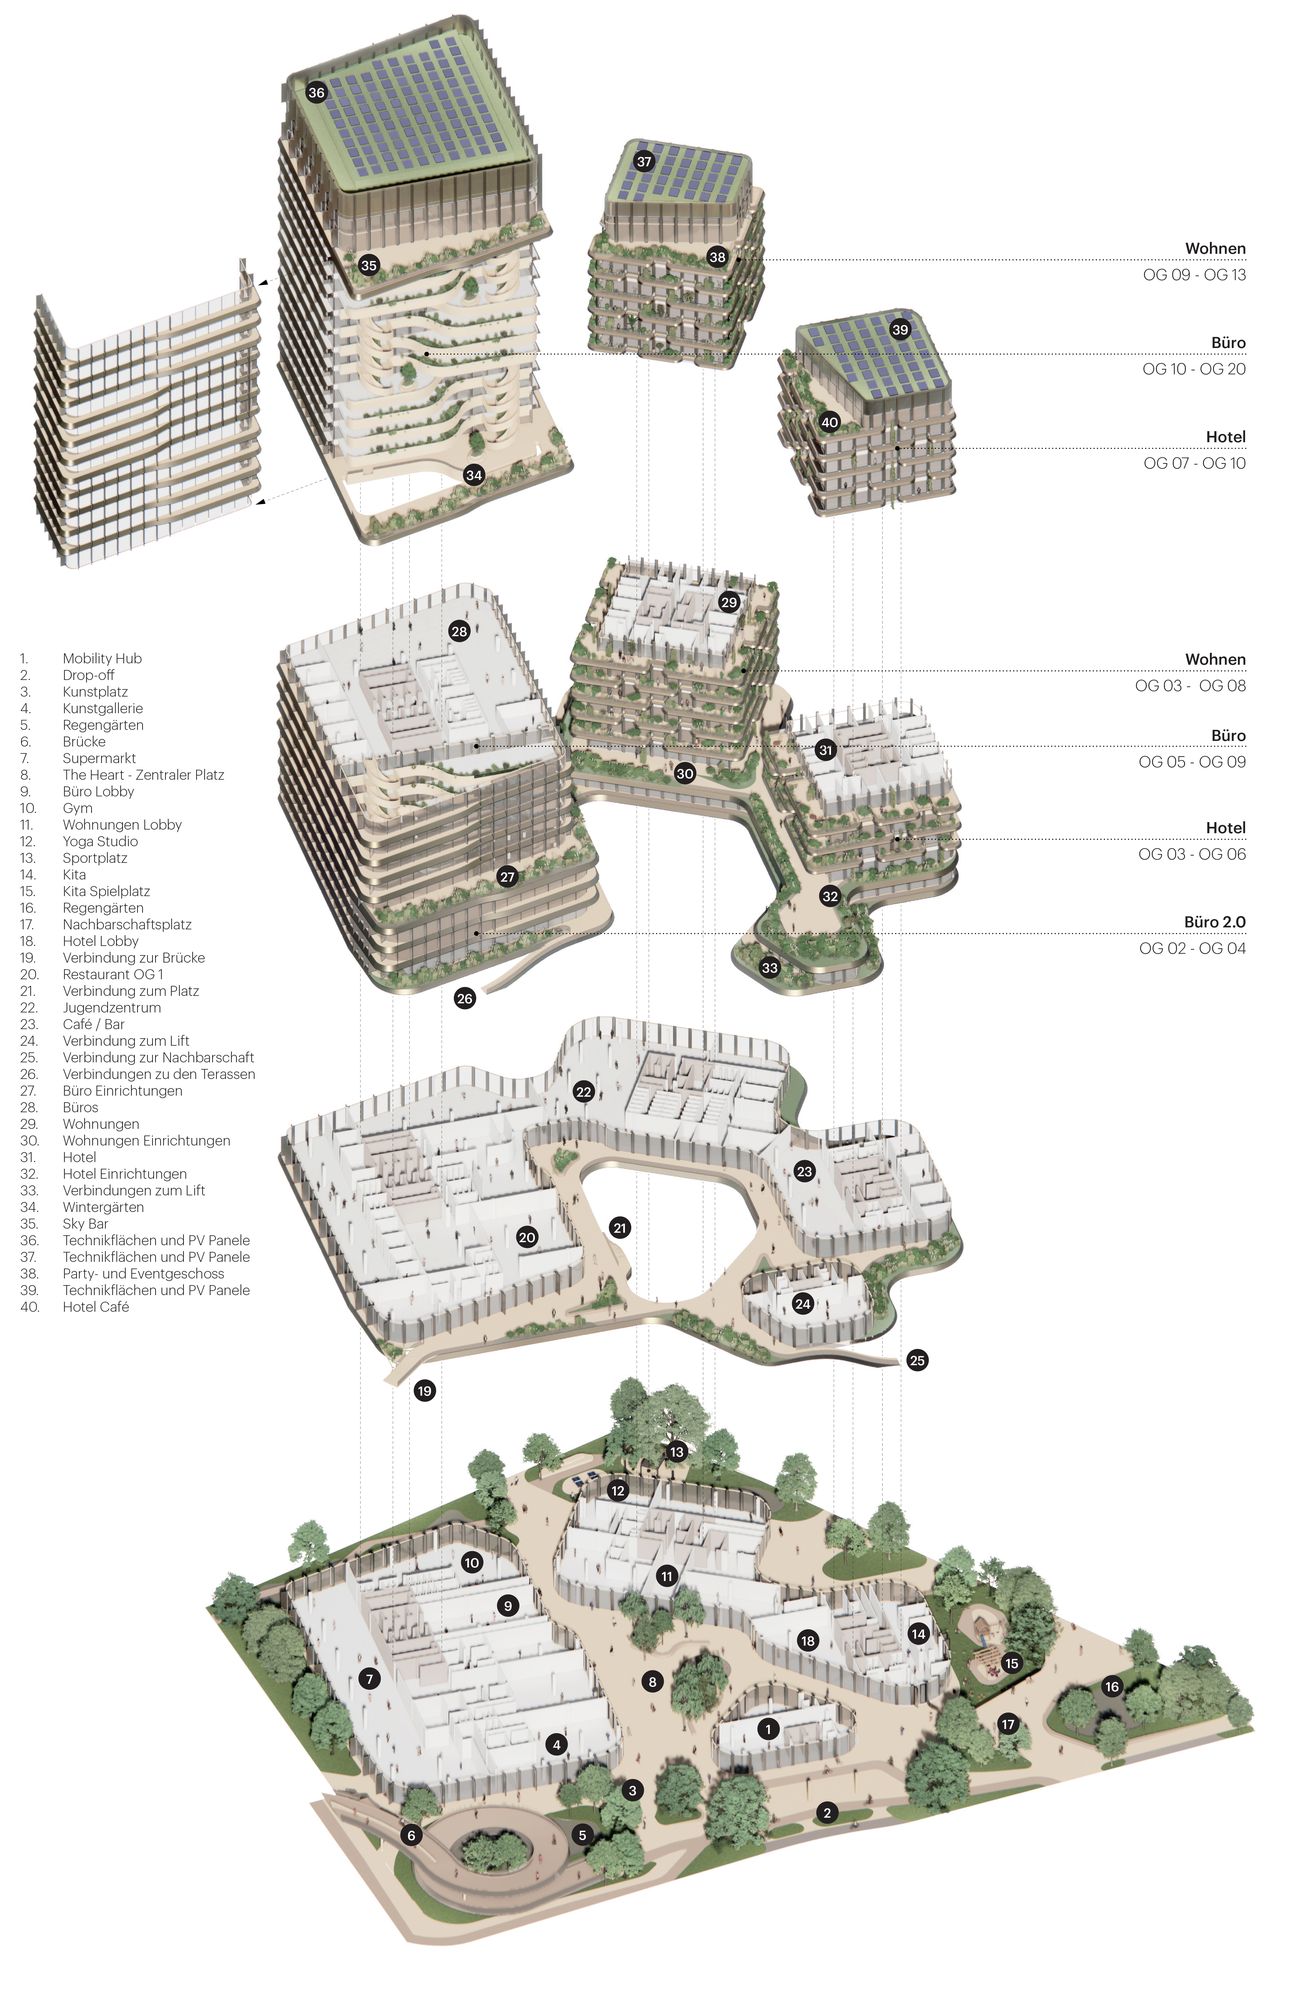 36
37
35
38
Wohnen
OG 09 - OG 13
39
Büro
OG 10 - OG 20
40
Hotel
OG 07 - OG 10
34
29
28
Wohnen
OG 03 - OG 08
31
Büro
OG 05 - OG 09
30
Hotel
OG 03 - OG 06
27
32
Büro 2.0
OG 02 - OG 04
33
26
1. Mobility Hub
2. Drop-off
3. Kunstplatz
4. Kunstgallerie
5. Regengärten
6. Brücke
7. Supermarkt
8. The Heart - Zentraler Platz
9. Büro Lobby
10. Gym
11. Wohnungen Lobby
12. Yoga Studio
13. Sportplatz
14. Kita
15. Kita Spielplatz
16. Regengärten
17. Nachbarschaftsplatz
18. Hotel Lobby
19. Verbindung zur Brücke
20. Restaurant OG 1
21. Verbindung zum Platz
22. Jugendzentrum
23. Café / Bar
24. Verbindung zum Lift
25. Verbindung zur Nachbarschaft
26. Verbindungen zu den Terassen
27. Büro Einrichtungen
28. Büros
29. Wohnungen
30. Wohnungen Einrichtungen
31. Hotel
32. Hotel Einrichtungen
33. Verbindungen zum Lift
34. Wintergärten
35. Sky Bar
36. Technikflächen und PV Panele
37. Technikflächen und PV Panele
38. Party- und Eventgeschoss
39. Technikflächen und PV Panele
40. Hotel Café
22
23
21
20
24
25
19
13
12
10
11
9
14
18
15
7
8
16
17
1
4
3
2
6
5